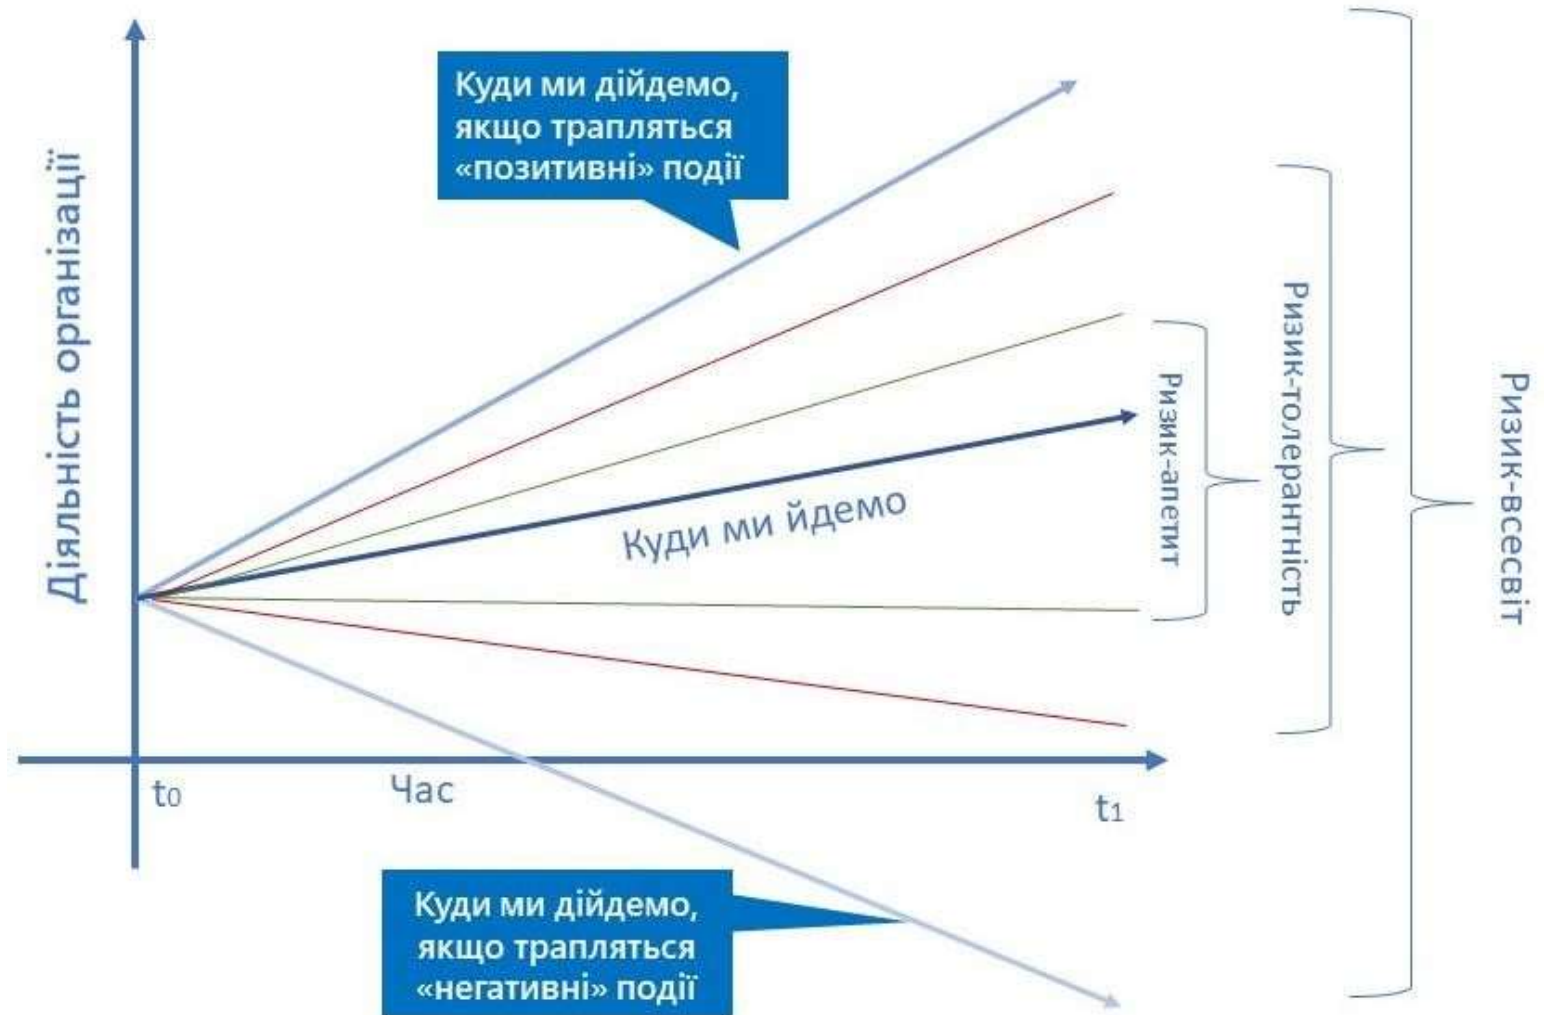 Діяльність організації
Куди ми дійдемо,
якщо трапляться
«позитивні» події
Куди ми йдемо
Ризик-апетит
Ризик-толерантність
Ризик-всесвіт
t0
Час
t1
Куди ми дійдемо,
якщо трапляться
«негативні» події